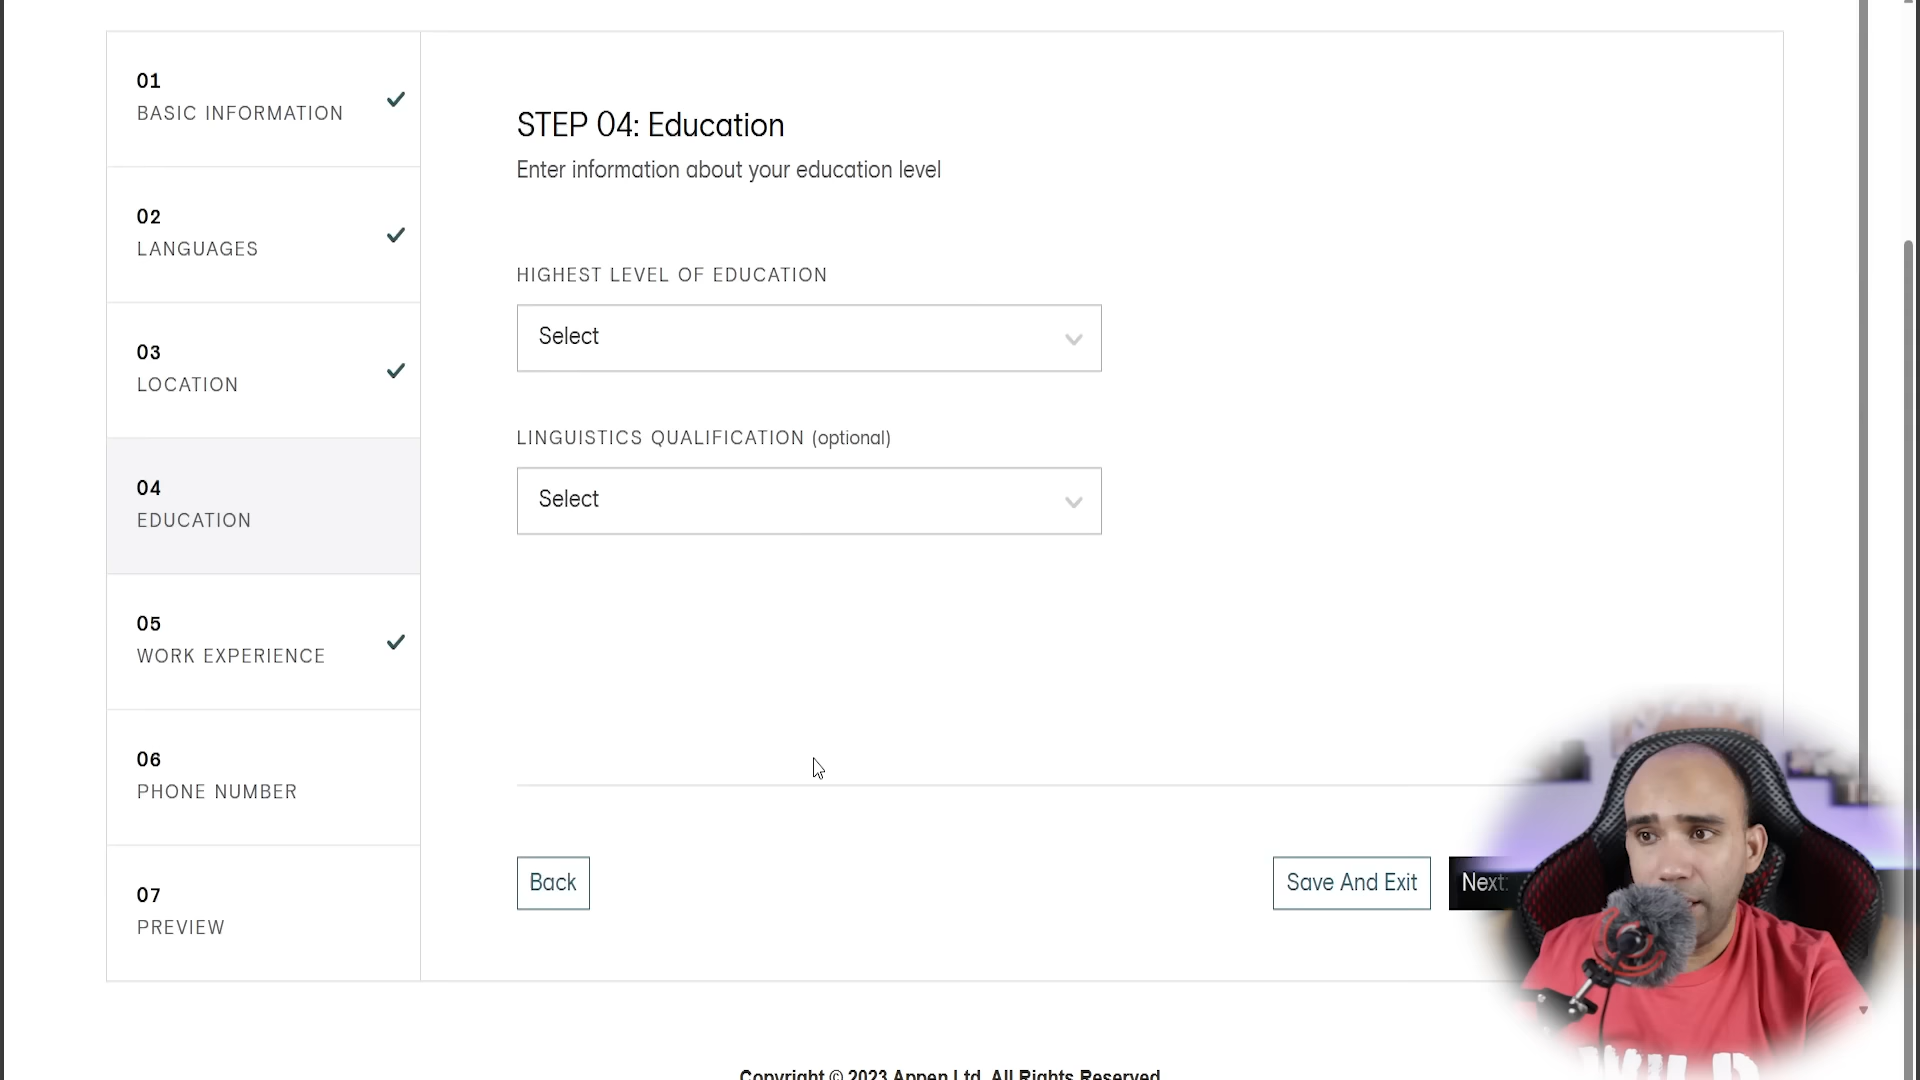 01
BASIC INFORMATION
02
LANGUAGES
03
LOCATION
04
EDUCATION
05
WORK EXPERIENCE
06
PHONE NUMBER
07
PREVIEW
STEP 04: Education
Enter information about your education level
HIGHEST LEVEL OF EDUCATION
Select
LINGUISTICS QUALIFICATION (optional)
Select
Back
Save And Exit
Next:
Copyright © 2023 Appen Ltd. All Rights Reserved